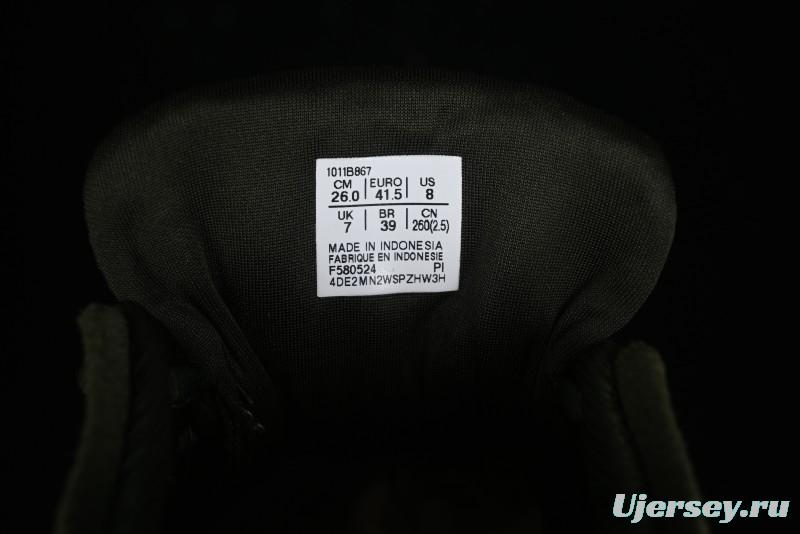 1011B867
CM | EURO | US
26.0 | 41.5 | 8
UK | BR | CN
7 | 39 | 260(2.5)
MADE IN INDONESIA
FABRIQUE EN INDONESIE
F580524 PI
4DE2MN2WSPZHW3H
Ujersey.ru